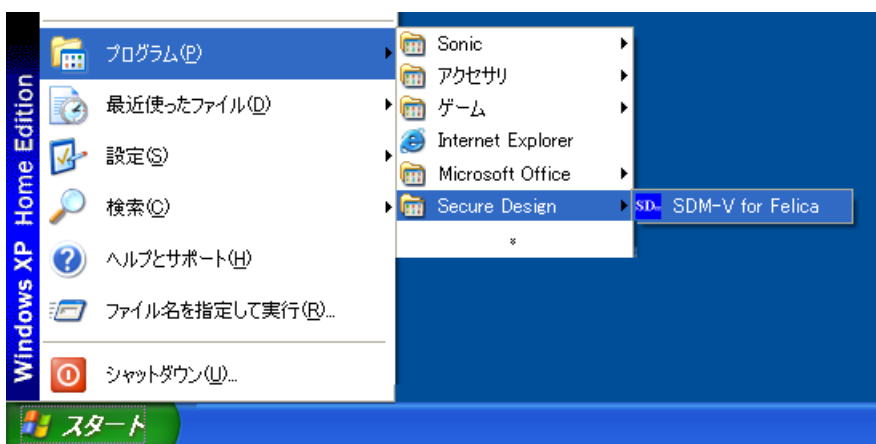 Windows XP Home Edition
プログラム(P)
最近使ったファイル(D)
設定(S)
検索(C)
ヘルプとサポート(H)
ファイル名を指定して実行(R)...
シャットダウン(U)...
Sonic
アクセサリ
ゲーム
Internet Explorer
Microsoft Office
Secure Design
SD
SDM-V for Felica
スタート